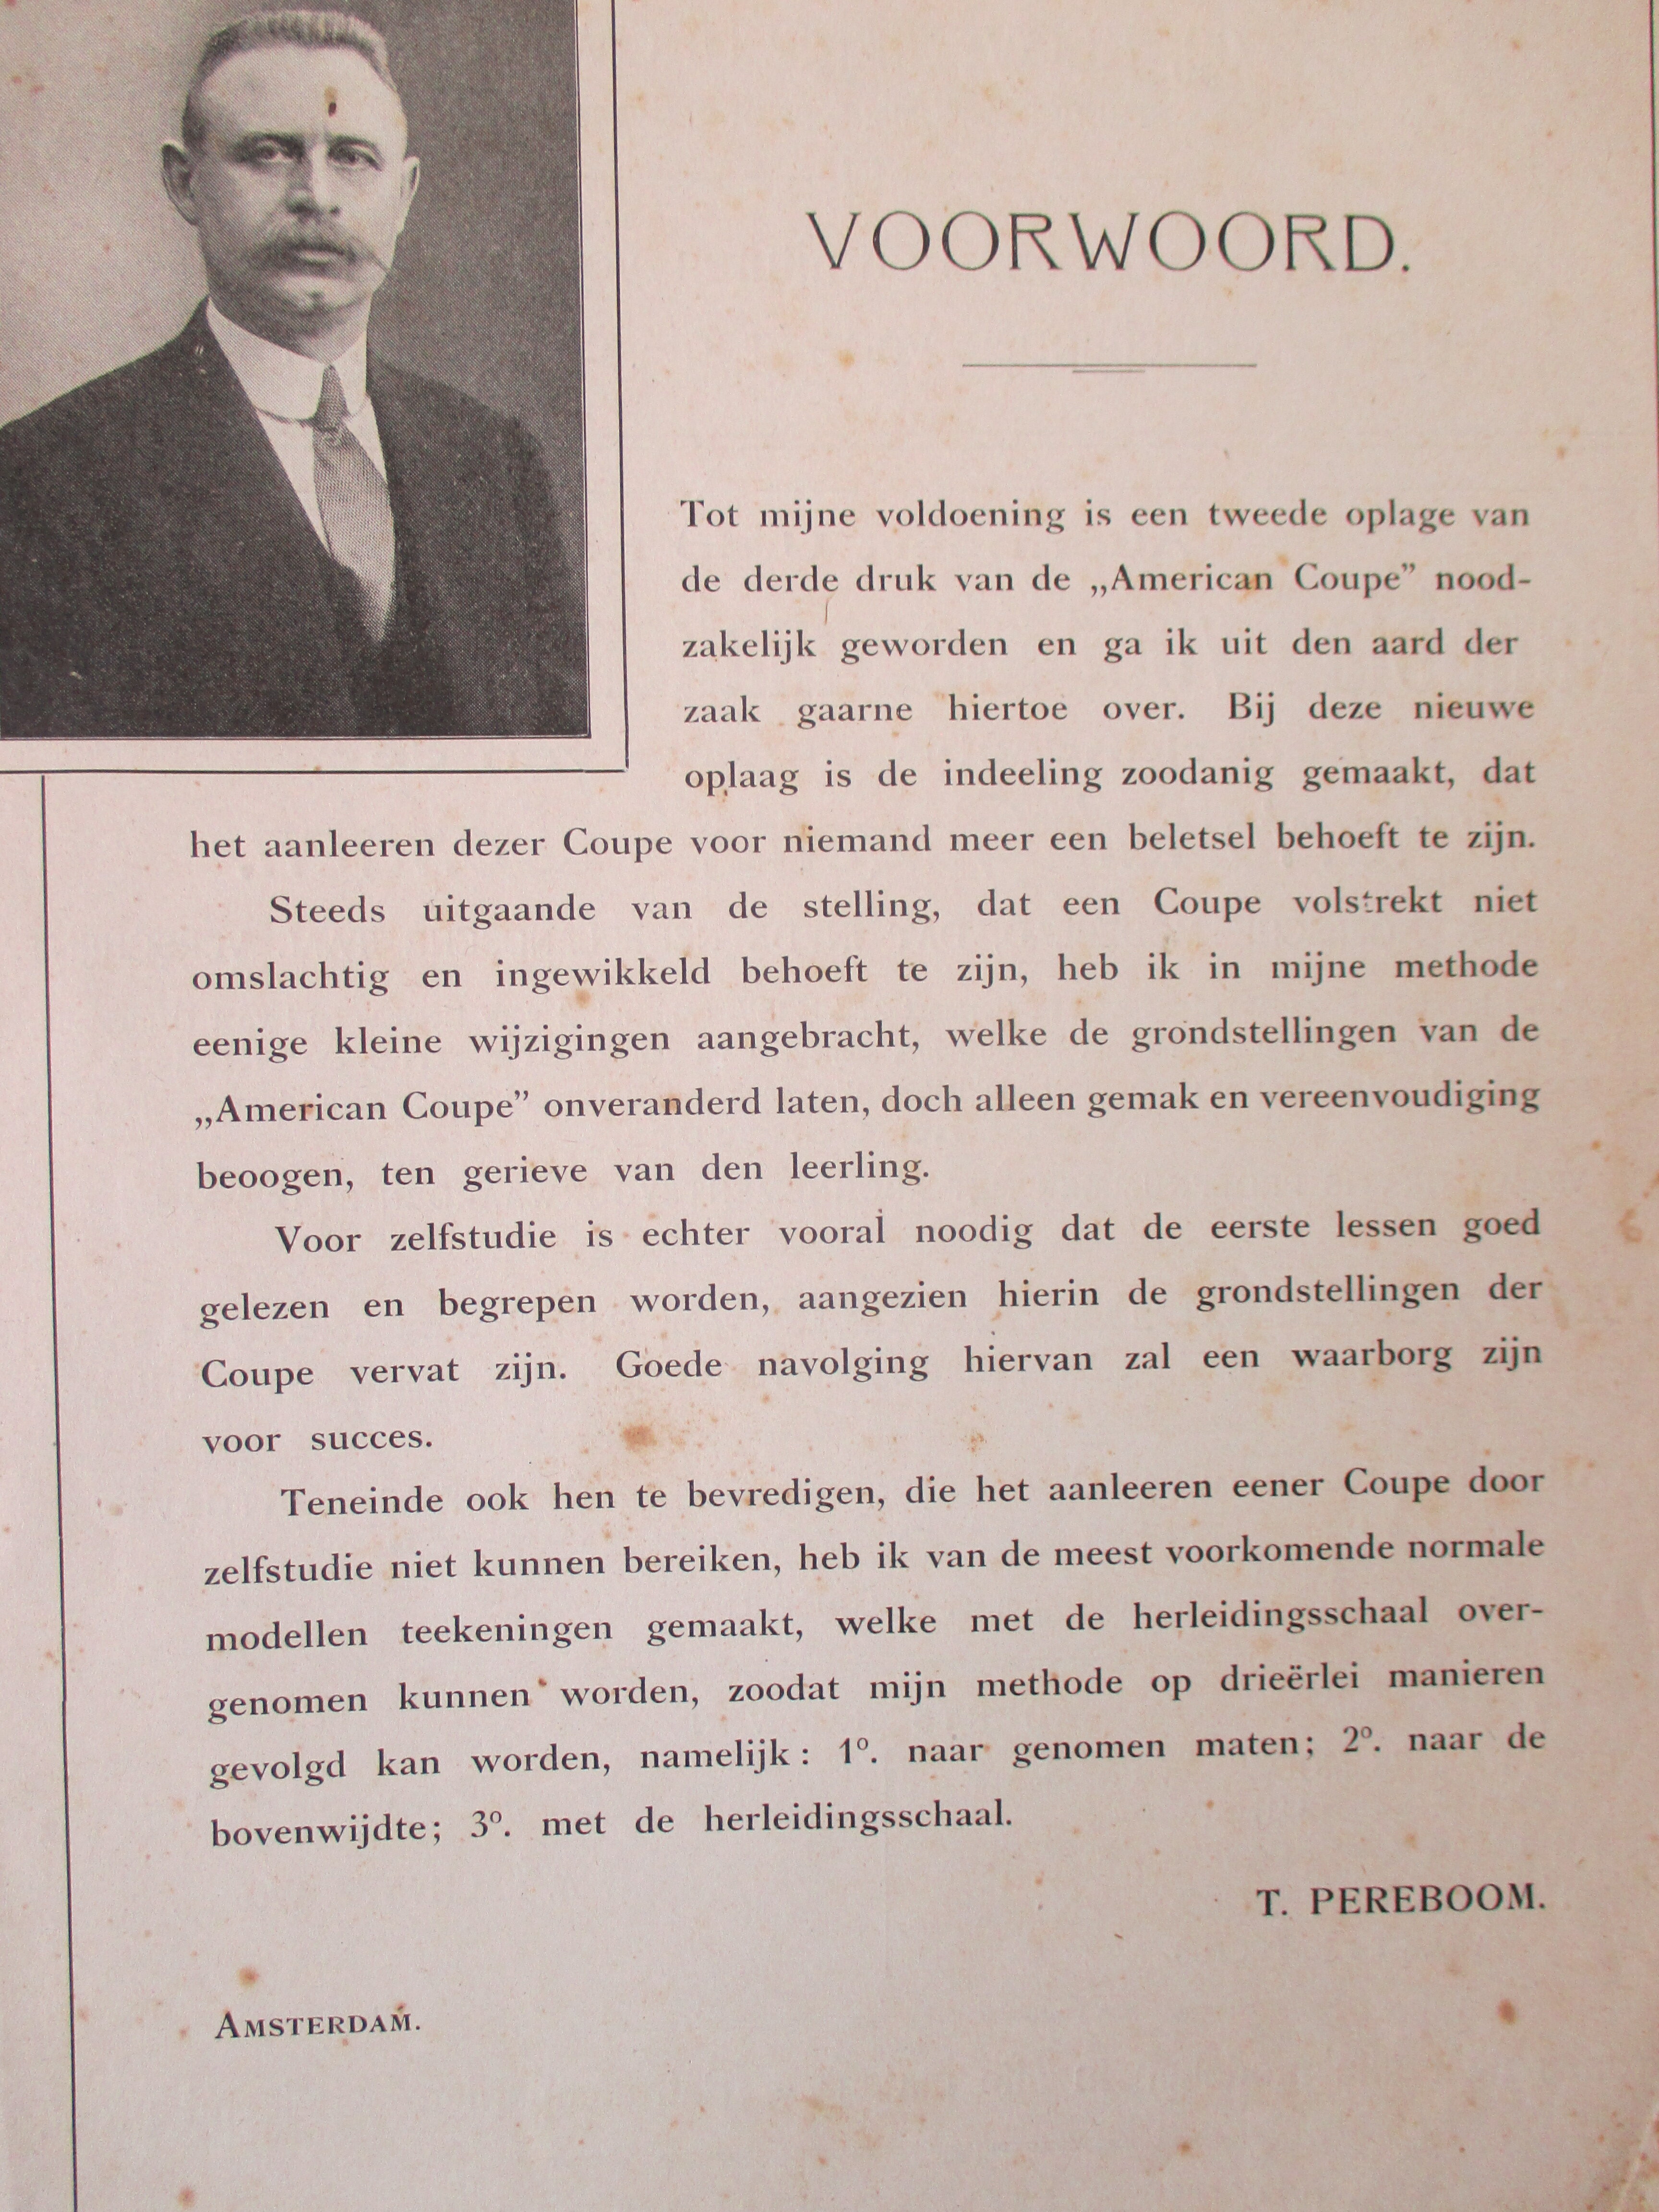 VOORWOORD.
Tot mijne voldoening is een tweede oplage van
de derde druk van de „American Coupe” nood-
zakelijk geworden en ga ik uit den aard der
zaak gaarne hiertoe over. Bij deze nieuwe
oplaag is de indeeling zoodanig gemaakt, dat
het aanleeren dezer Coupe voor niemand meer een beletsel behoeft te zijn.
Steeds uitgaande van de stelling, dat een Coupe volstrekt niet
omslachtig en ingewikkeld behoeft te zijn, heb ik in mijne methode
eenige kleine wijzigingen aangebracht, welke de grondstellingen van de
„American Coupe” onveranderd laten, doch alleen gemak en vereenvoudiging
beoogen, ten gerieve van den leerling.
Voor zelfstudie is echter vooral noodig dat de eerste lessen goed
gelezen en begrepen worden, aangezien hierin de grondstellingen der
Coupe vervat zijn. Goede navolging hiervan zal een waarborg zijn
voor succes.
Teneinde ook hen te bevredigen, die het aanleeren eener Coupe door
zelfstudie niet kunnen bereiken, heb ik van de meest voorkomende normale
modellen teekeningen gemaakt, welke met de herleidingsschaal over-
genomen kunnen worden, zoodat mijn methode op drieërlei manieren
gevolgd kan worden, namelijk: 1º. naar genomen maten; 2º. naar de
bovenwijdte; 3º. met de herleidingsschaal.
T. PEREBOOM.
AMSTERDAM.